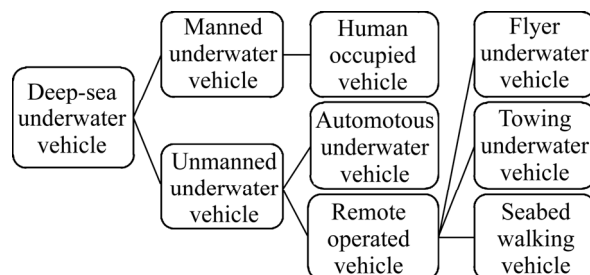 Deep-sea
underwater
vehicle
Manned
underwater
vehicle
Unmanned
underwater
vehicle
Human
occupied
vehicle
Automotous
underwater
vehicle
Remote
operated
vehicle
Flyer
underwater
vehicle
Towing
underwater
vehicle
Seabed
walking
vehicle